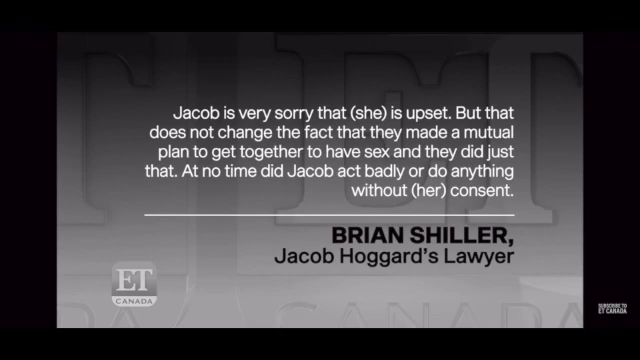 Jacob is very sorry that (she) is upset. But that
does not change the fact that they made a mutual
plan to get together to have sex and they did just
that. At no time did Jacob act badly or do anything
without (her) consent.
BRIAN SHILLER,
Jacob Hoggard's Lawyer
ET
CANADA
SUBSCRIBE TO
ET CANADA